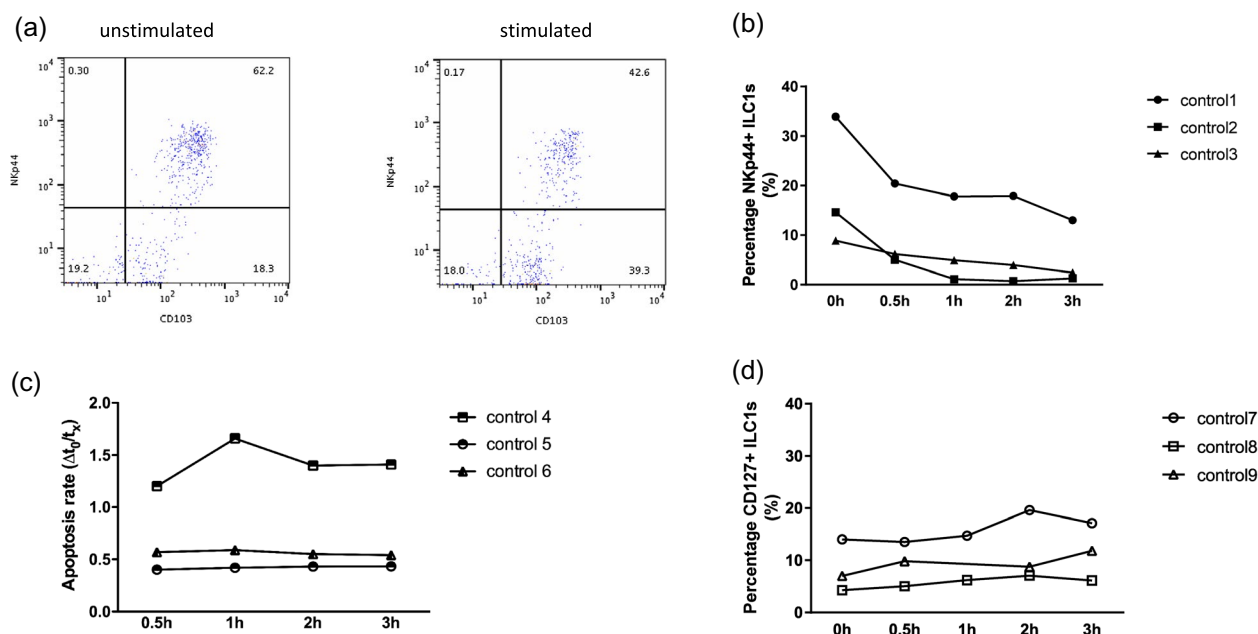 (a)
unstimulated
stimulated
0.30
62.2
19.2
18.3
10⁴
10³
10²
10¹
NKp44
10¹
10²
10³
10⁴
CD103
0.17
42.6
18.0
39.3
10⁴
10³
10²
10¹
NKp44
10¹
10²
10³
10⁴
CD103
(b)
Percentage NKp44+ ILC1s
(%)
40
30
20
10
0
0h
0.5h
1h
2h
3h
control1
control2
control3
(c)
Apoptosis rate (Δt₀/tₓ)
2.0
1.5
1.0
0.5
0.0
0.5h
1h
2h
3h
control 4
control 5
control 6
(d)
Percentage CD127+ ILC1s
(%)
40
30
20
10
0
0h
0.5h
1h
2h
3h
control7
control8
control9